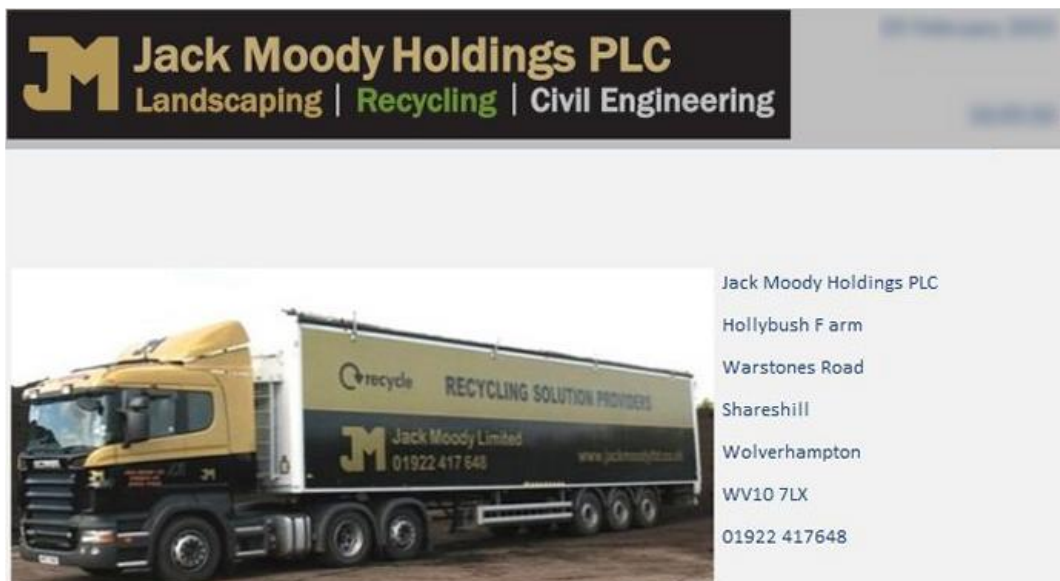 JM Jack Moody Holdings PLC
Landscaping | Recycling | Civil Engineering
Jack Moody Holdings PLC
Hollybush F arm
Warstones Road
Shareshill
Wolverhampton
WV10 7LX
01922 417648
recycle RECYCLING SOLUTION PROVIDERS
JM Jack Moody Limited
01922 417 648
www.jackmoodyltd.co.uk
SCANIA
JM